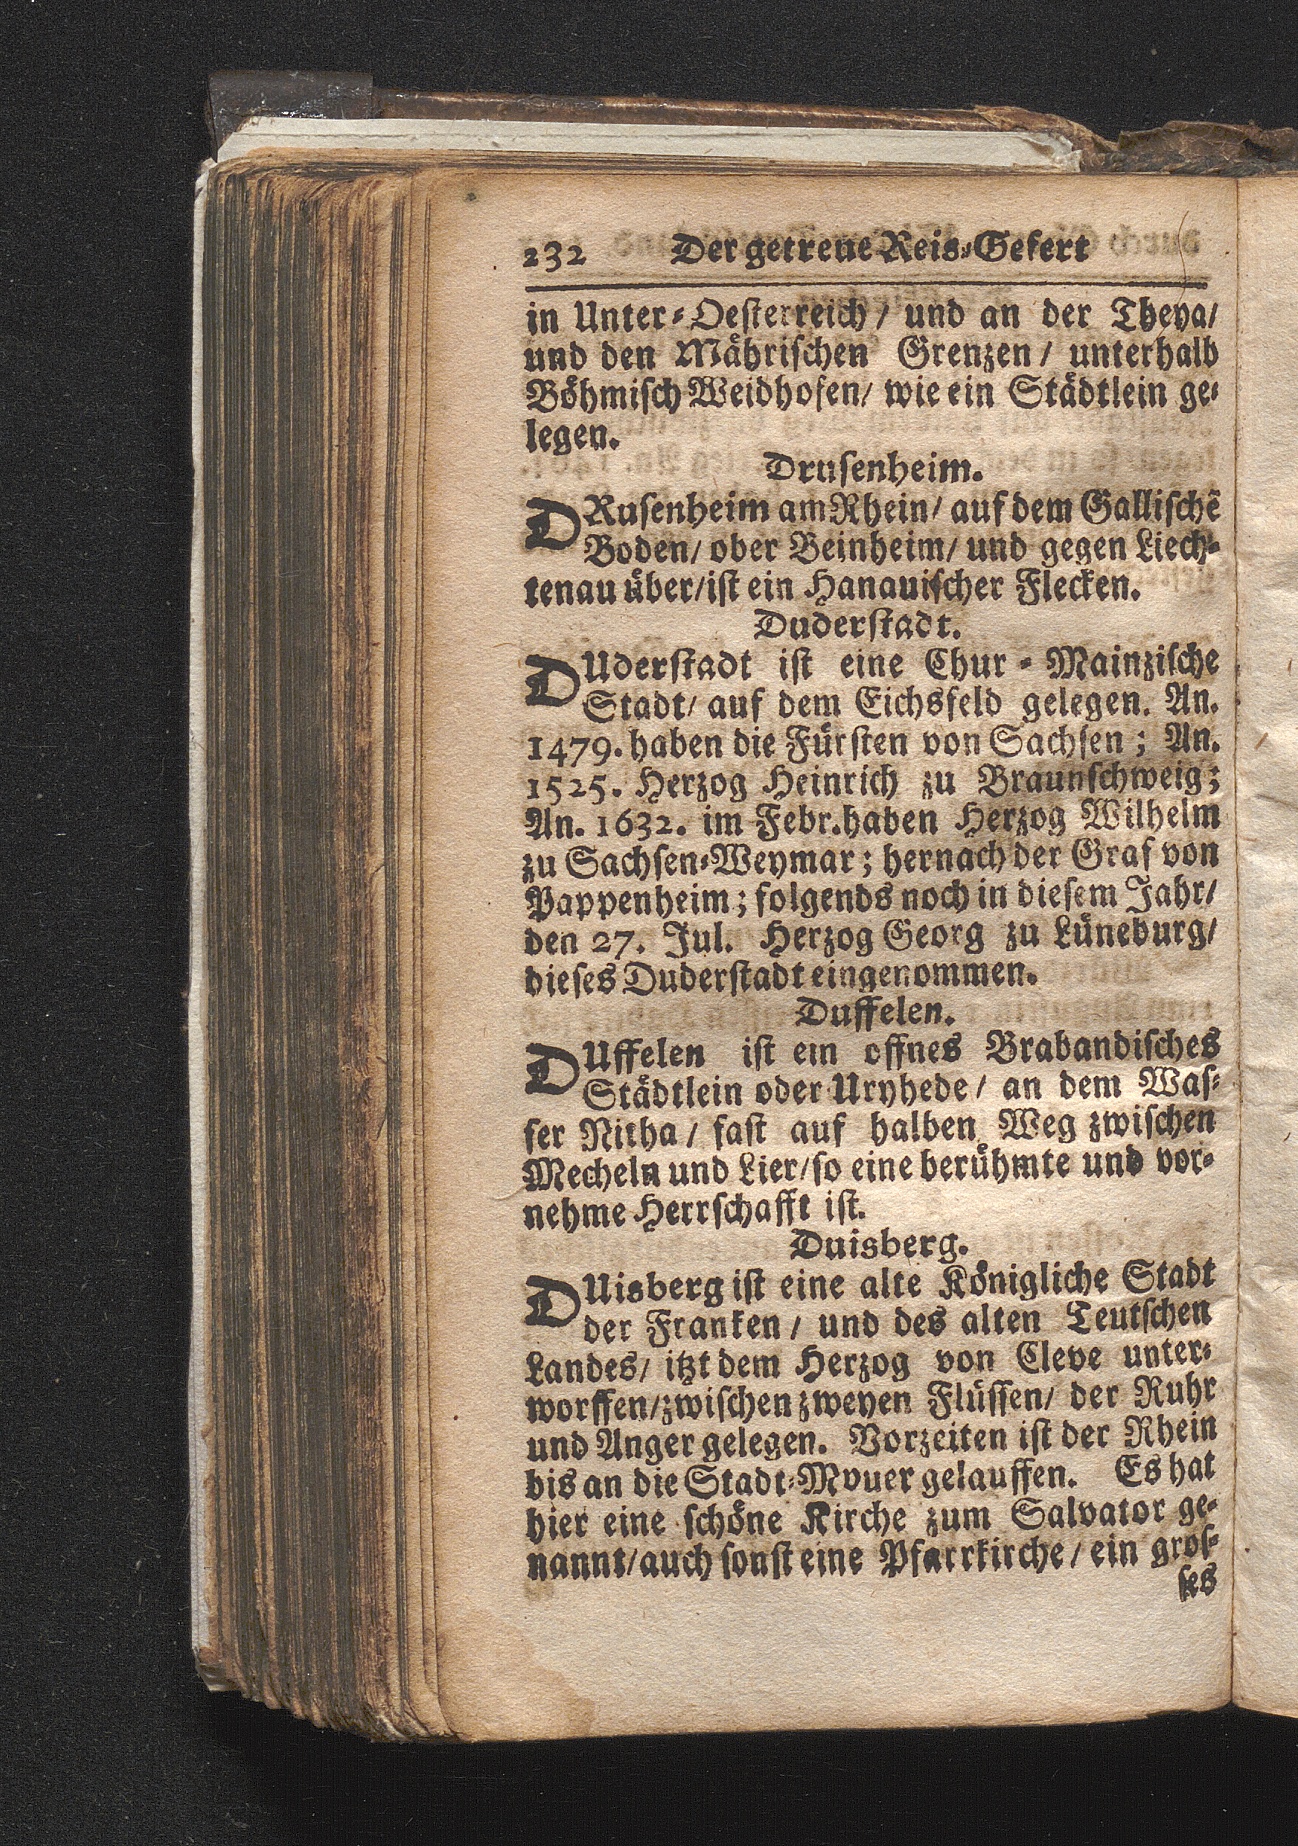 232 Der getreue Reis-Gefert
in Unter-Oesterreich / und an der Theya/
und den Mährischen Grenzen / unterhalb
Böhmisch Weidhofen/ wie ein Städtlein ge-
legen.
Drusenheim.
DRusenheim am Rhein/ auf dem Gallischē
Boden/ ober Beinheim/ und gegen Liech-
tenau über/ist ein Hanauischer Flecken.
Duderstadt.
DUderstadt ist eine Chur-Mainzische
Stadt/ auf dem Eichsfeld gelegen. An.
1479. haben die Fürsten von Sachsen; An.
1525. Herzog Heinrich zu Braunschweig;
An. 1632. im Febr. haben Herzog Wilhelm
zu Sachsen-Weymar; hernach der Graf von
Pappenheim; folgends noch in diesem Jahr/
den 27. Jul. Herzog Georg zu Lüneburg/
dieses Duderstadt eingenommen.
Duffelen.
DUffelen ist ein offnes Brabandisches
Städtlein oder Uryhede/ an dem Was-
ser Nitha/ fast auf halben Weg zwischen
Mecheln und Lier/so eine berühmte und vor-
nehme Herrschafft ist.
Duisberg.
DUisberg ist eine alte Königliche Stadt
der Franken/ und des alten Teutschen
Landes/ itzt dem Herzog von Cleve unter-
worffen/zwischen zweyen Flüssen/ der Ruhr
und Anger gelegen. Vorzeiten ist der Rhein
bis an die Stadt-Mouer gelauffen. Es hat
hier eine schöne Kirche zum Salvator ge-
nannt/auch sonst eine Pfarrkirche/ ein gros-
ses